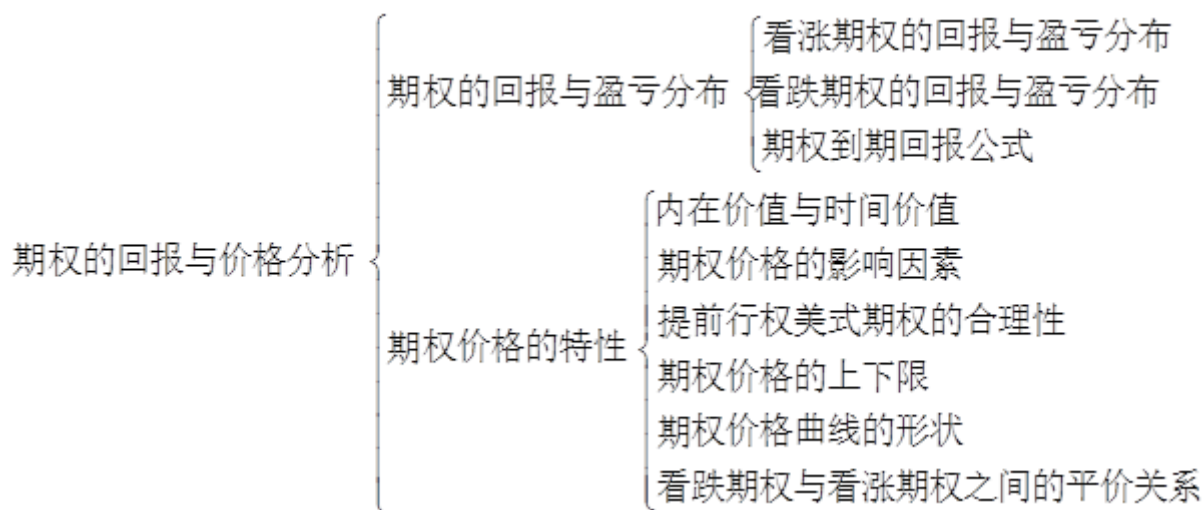 期权的回报与价格分析
期权的回报与盈亏分布
看涨期权的回报与盈亏分布
看跌期权的回报与盈亏分布
期权到期回报公式
期权价格的特性
内在价值与时间价值
期权价格的影响因素
提前行权美式期权的合理性
期权价格的上下限
期权价格曲线的形状
看跌期权与看涨期权之间的平价关系